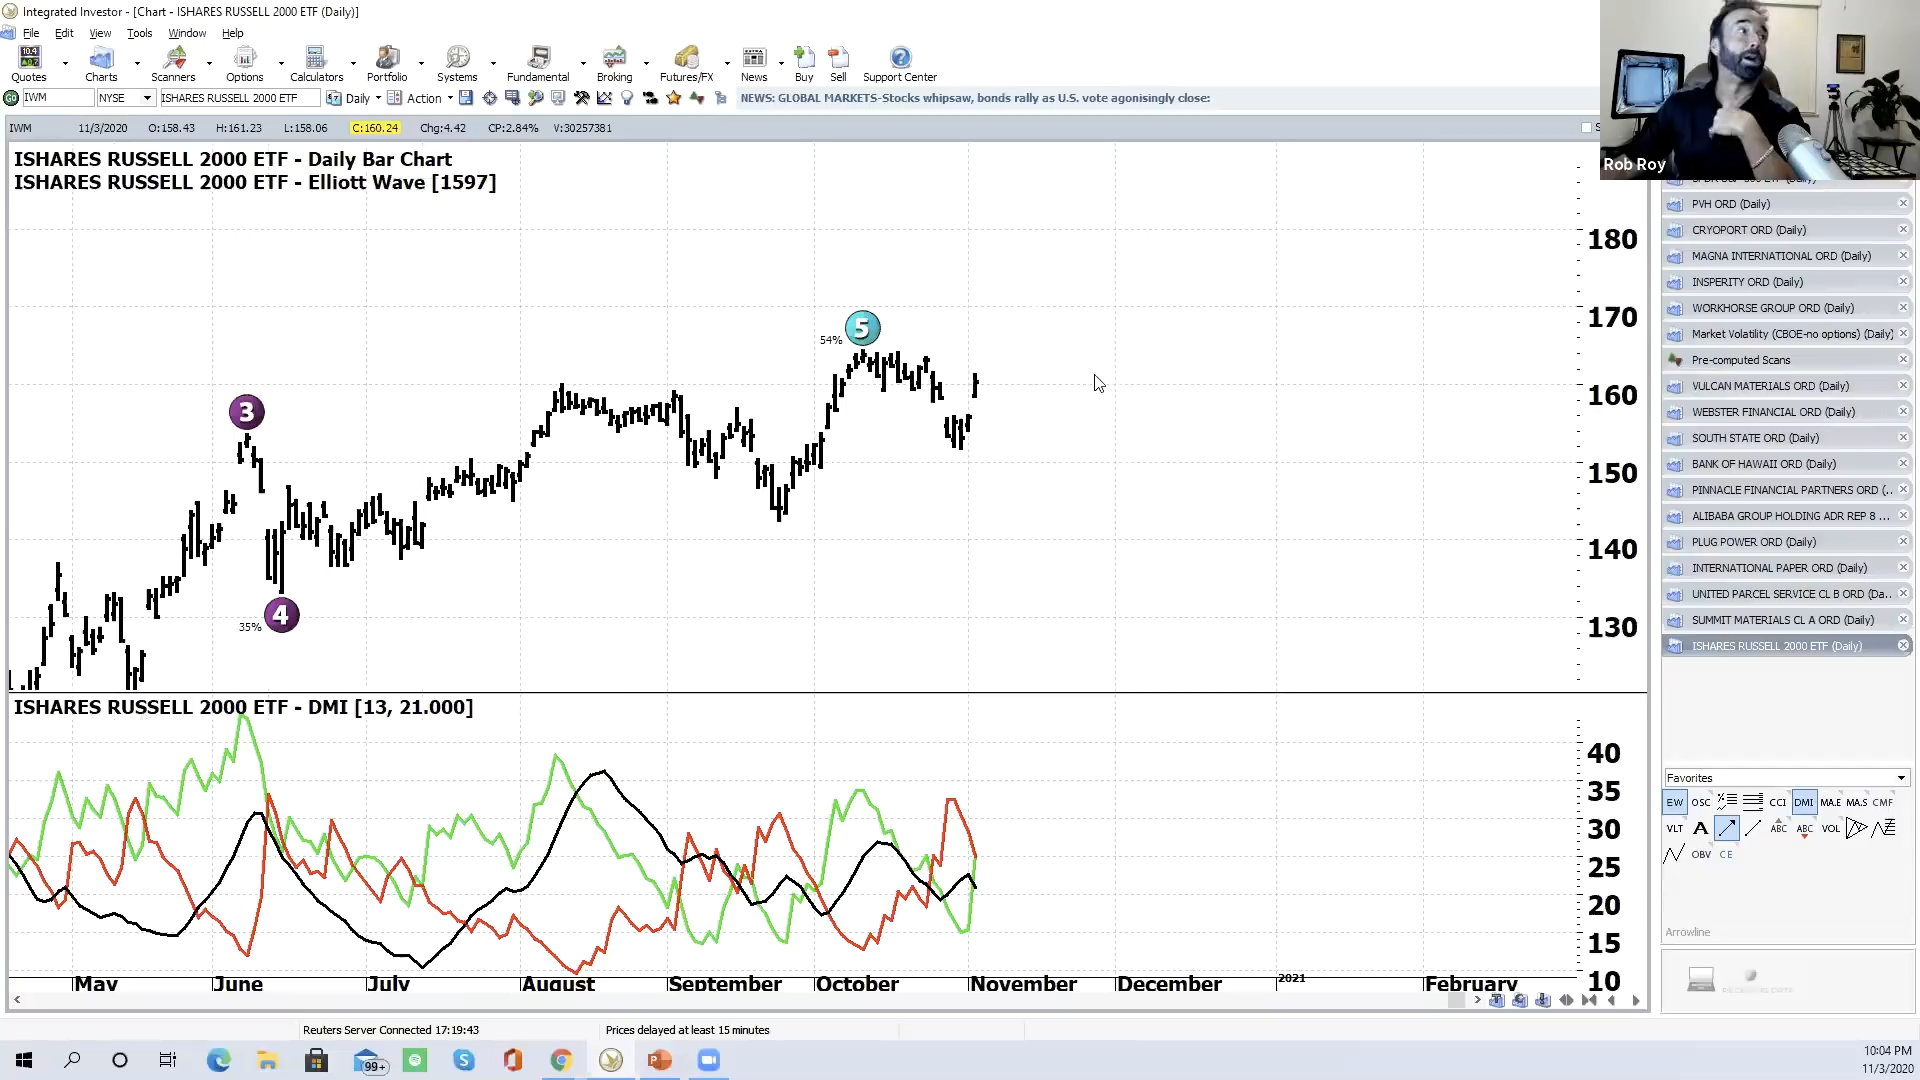 Integrated Investor - [Chart - ISHARES RUSSELL 2000 ETF (Daily)]
File Edit View Tools Window Help
Quotes Charts Scanners Options Calculators Portfolio Systems Fundamental Broking Futures/FX News Buy Sell Support Center
IWM NYSE ISHARES RUSSELL 2000 ETF Daily Action NEWS: GLOBAL MARKETS-Stocks whipsaw, bonds rally as U.S. vote agonisingly close:
IWM 11/3/2020 O:158.43 H:161.23 L:158.06 C:160.24 Chg:4.42 CP:2.84% V:30257381
Rob Roy
ISHARES RUSSELL 2000 ETF - Daily Bar Chart
ISHARES RUSSELL 2000 ETF - Elliott Wave [1597]
180
170
160
150
140
130
5
54%
3
4
35%
ISHARES RUSSELL 2000 ETF - DMI [13, 21.000]
40
35
30
25
20
15
10
May June July August September October November December 2021 February
PVH ORD (Daily)
CRYOPORT ORD (Daily)
MAGNA INTERNATIONAL ORD (Daily)
INSPERITY ORD (Daily)
WORKHORSE GROUP ORD (Daily)
Market Volatility (CBOE-no options) (Daily)
Pre-computed Scans
VULCAN MATERIALS ORD (Daily)
WEBSTER FINANCIAL ORD (Daily)
SOUTH STATE ORD (Daily)
BANK OF HAWAII ORD (Daily)
PINNACLE FINANCIAL PARTNERS ORD (...
ALIBABA GROUP HOLDING ADR REP 8 ...
PLUG POWER ORD (Daily)
INTERNATIONAL PAPER ORD (Daily)
UNITED PARCEL SERVICE CL B ORD (Da...
SUMMIT MATERIALS CL A ORD (Daily)
ISHARES RUSSELL 2000 ETF (Daily)
Favorites
EW OSC CCI DMI MA.E MA.S CMF
VLT A ABC ABC VOL
OBV CE
Arrowline
Reuters Server Connected 17:19:43 Prices delayed at least 15 minutes
99+
10:04 PM
11/3/2020